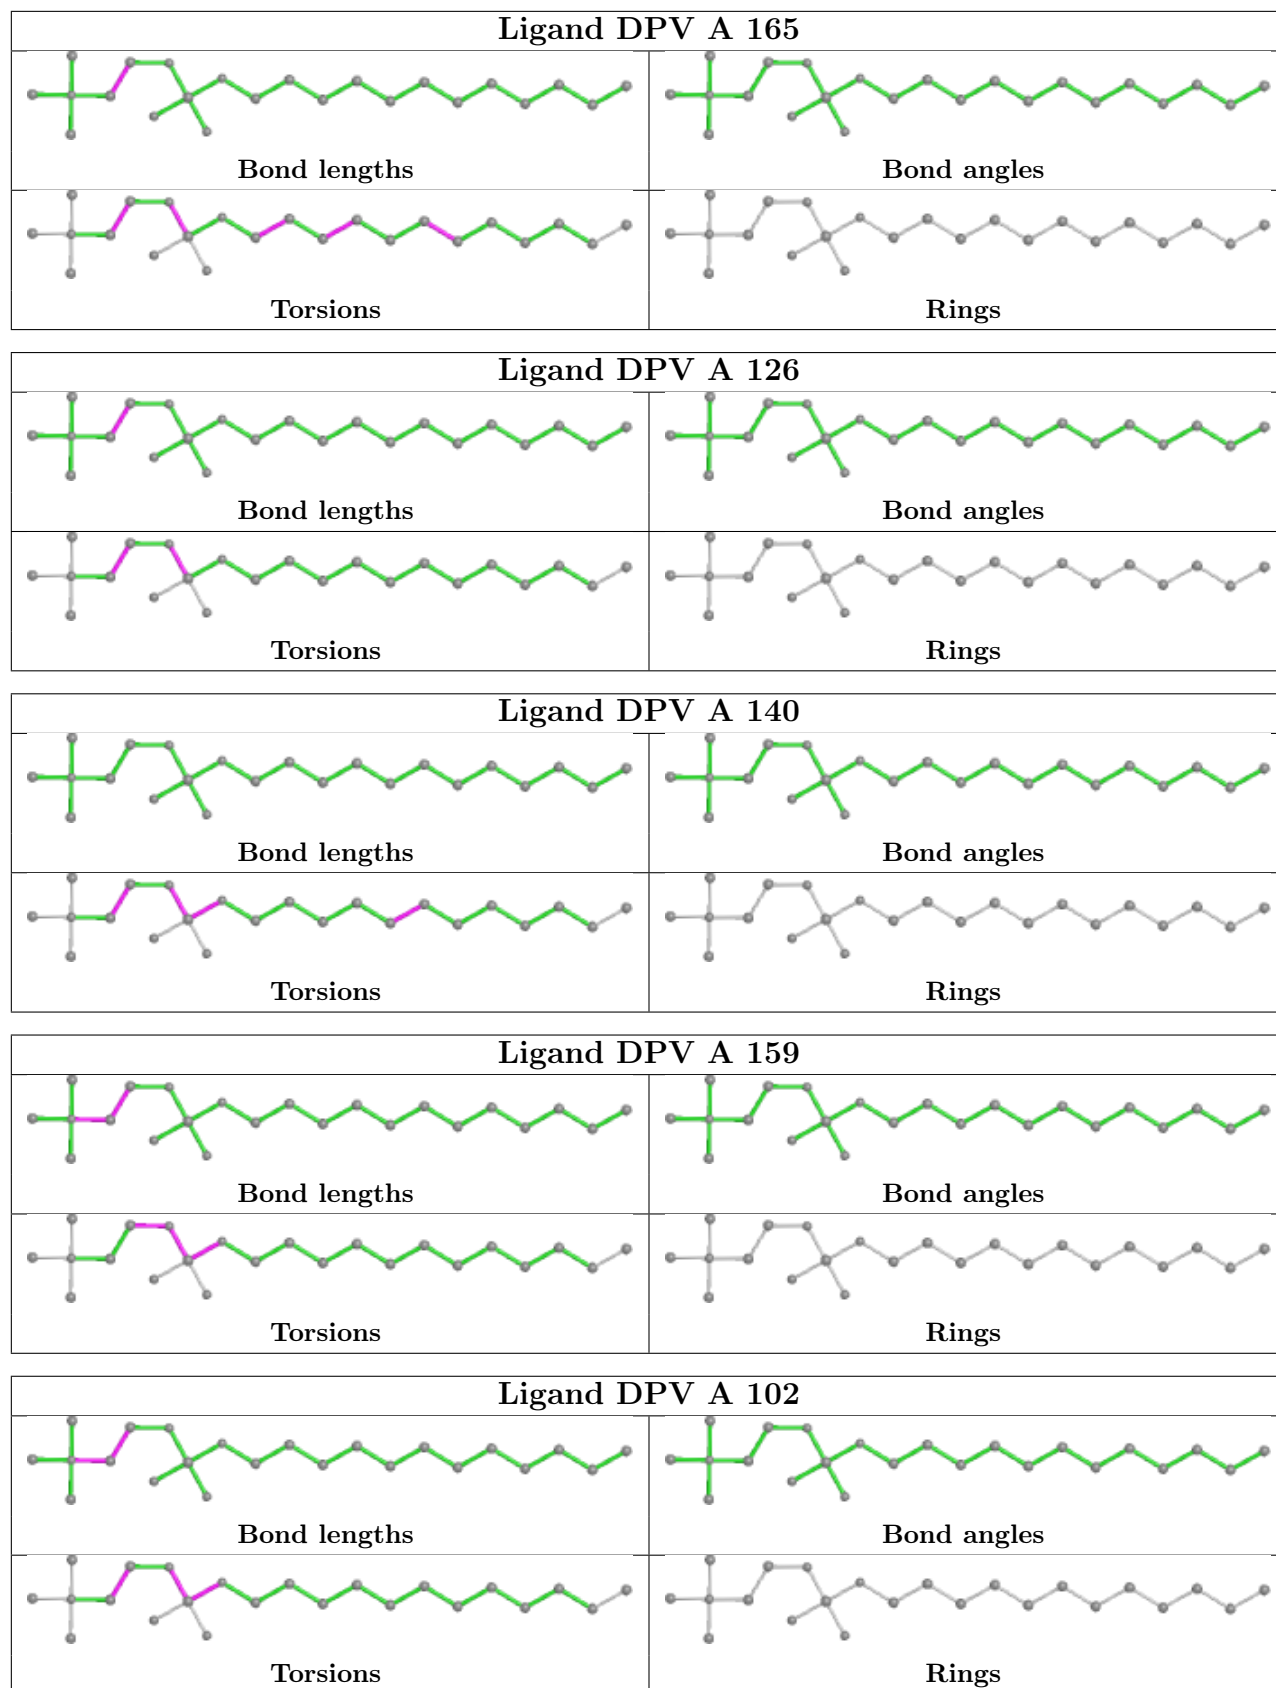 Ligand DPV A 165
Bond lengths
Bond angles
Torsions
Rings
Ligand DPV A 126
Bond lengths
Bond angles
Torsions
Rings
Ligand DPV A 140
Bond lengths
Bond angles
Torsions
Rings
Ligand DPV A 159
Bond lengths
Bond angles
Torsions
Rings
Ligand DPV A 102
Bond lengths
Bond angles
Torsions
Rings